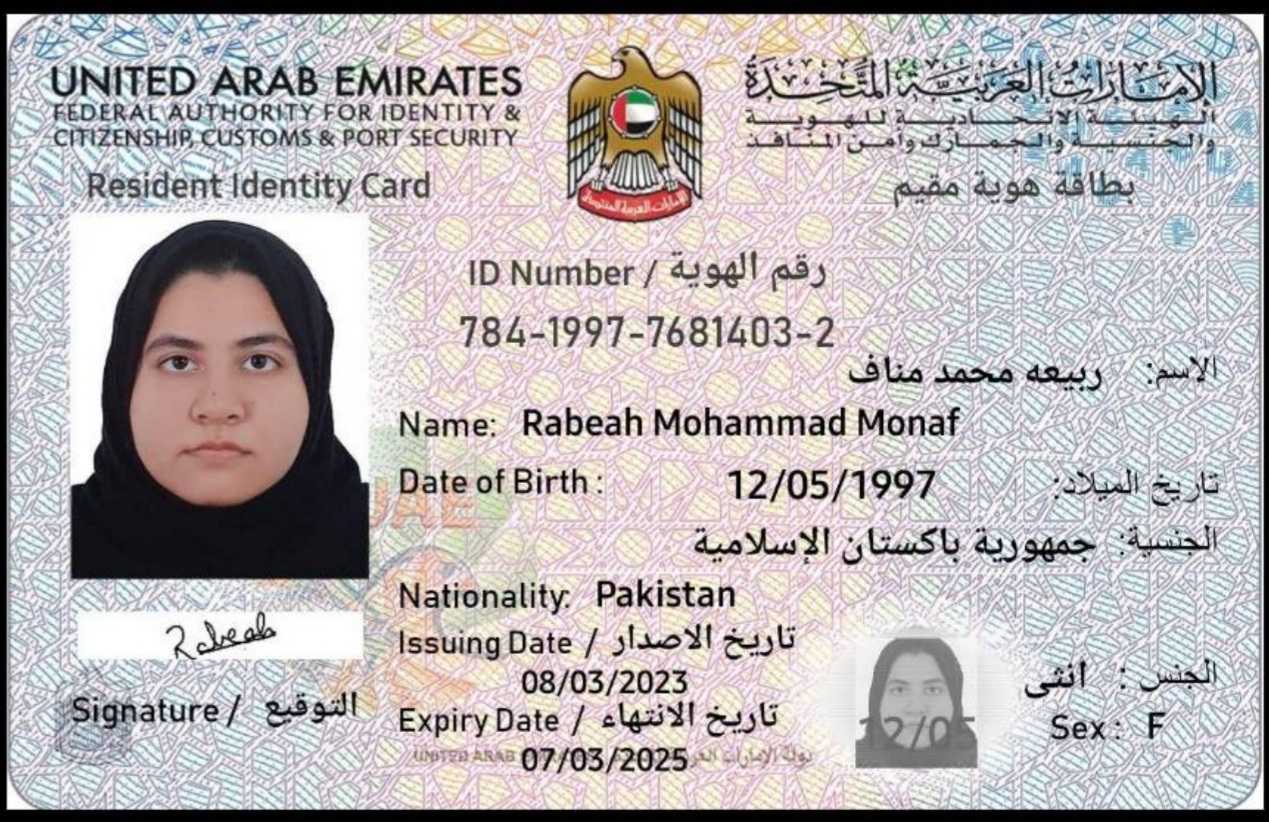 UNITED ARAB EMIRATES
FEDERAL AUTHORITY FOR IDENTITY &
CITIZENSHIP, CUSTOMS & PORT SECURITY
Resident Identity Card
الإمارات العربية المتحدة
الهيئة الاتحادية للهوية
والجنسية والجمارك وأمن المنافذ
بطاقة هوية مقيم
الإمارات العربية المتحدة
ID Number / رقم الهوية
784-1997-7681403-2
الاسم: ربيعه محمد مناف
Name: Rabeah Mohammad Monaf
Date of Birth : 12/05/1997 تاريخ الميلاد:
الجنسية: جمهورية باكستان الإسلامية
Nationality: Pakistan
Issuing Date / تاريخ الاصدار
08/03/2023
Expiry Date / تاريخ الانتهاء
07/03/2025
الجنس : انثى
Sex : F
12/05
Rabeah
Signature / التوقيع
UAE
UNITED ARAB